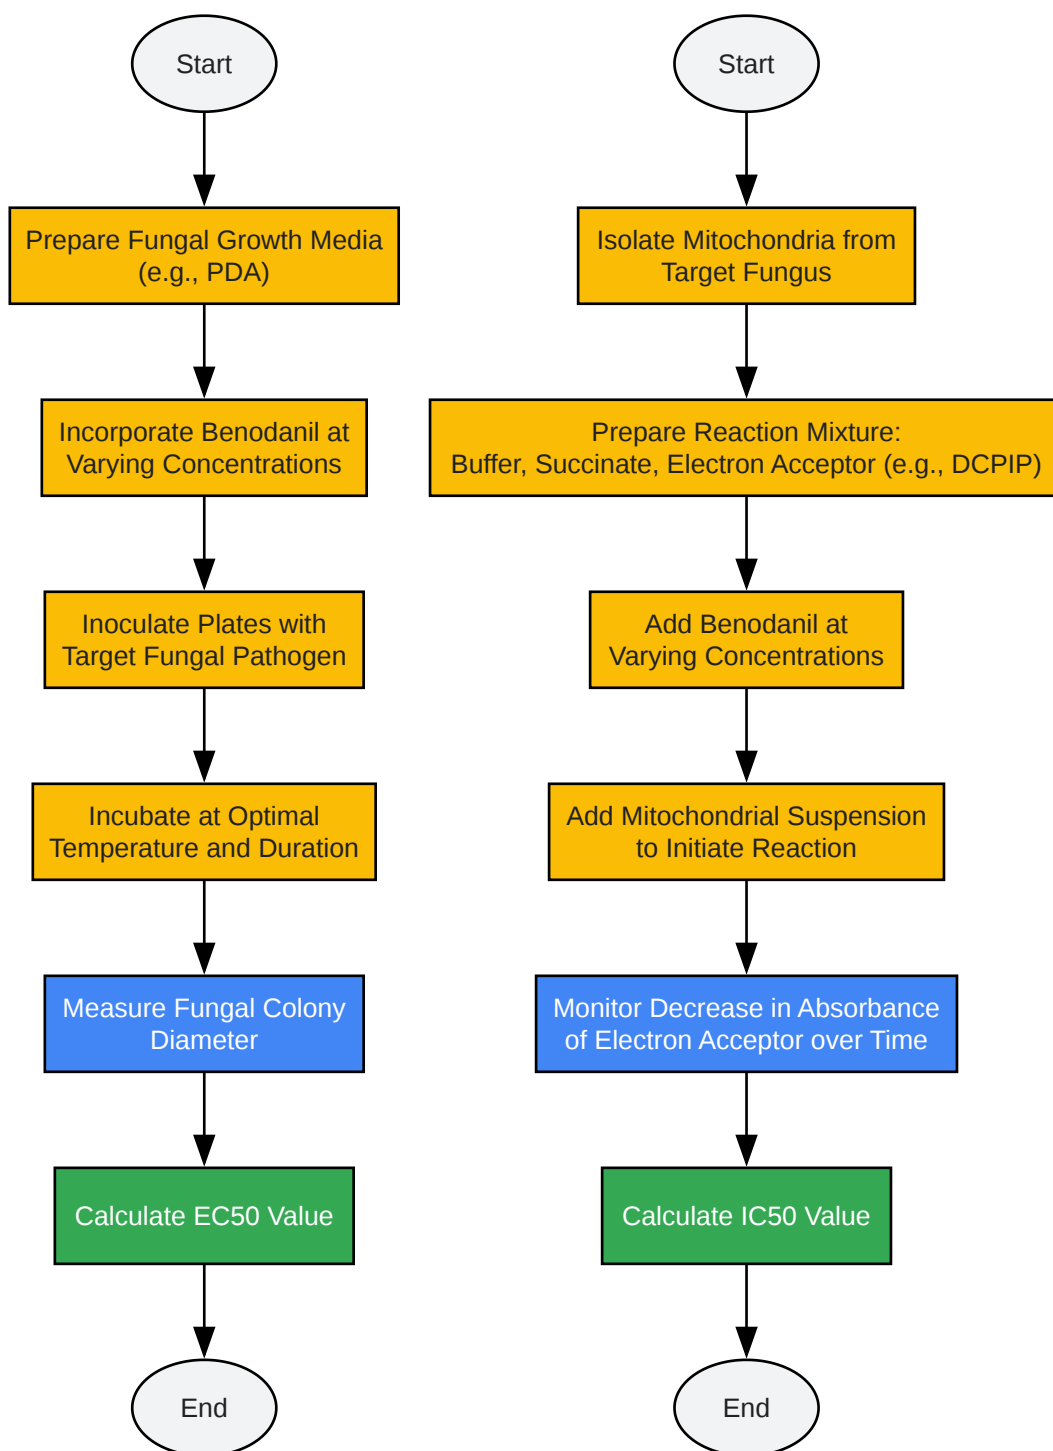 Start
Prepare Fungal Growth Media
(e.g., PDA)
Incorporate Benodanil at
Varying Concentrations
Inoculate Plates with
Target Fungal Pathogen
Incubate at Optimal
Temperature and Duration
Measure Fungal Colony
Diameter
Calculate EC50 Value
End
Start
Isolate Mitochondria from
Target Fungus
Prepare Reaction Mixture:
Buffer, Succinate, Electron Acceptor (e.g., DCPIP)
Add Benodanil at
Varying Concentrations
Add Mitochondrial Suspension
to Initiate Reaction
Monitor Decrease in Absorbance
of Electron Acceptor over Time
Calculate IC50 Value
End